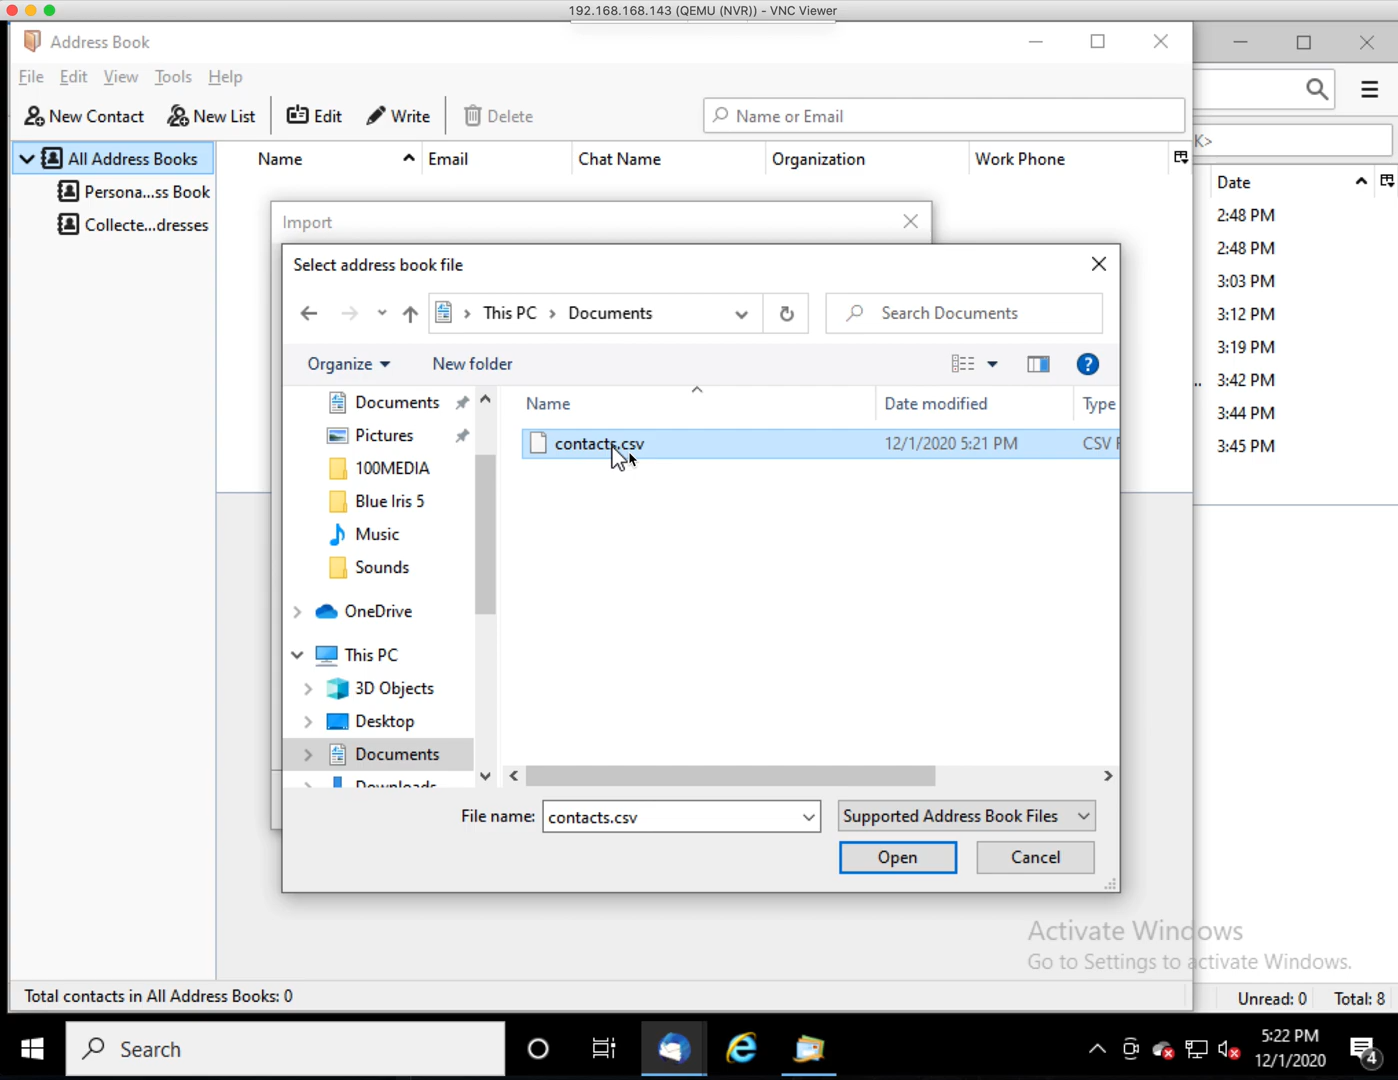 192.168.168.143 (QEMU (NVR)) - VNC Viewer
Address Book
File Edit View Tools Help
New Contact New List Edit Write Delete
Name or Email
All Address Books
Persona...ss Book
Collecte...dresses
Name Email Chat Name Organization Work Phone
K>
Date
2:48 PM
2:48 PM
3:03 PM
3:12 PM
3:19 PM
.. 3:42 PM
3:44 PM
3:45 PM
Import
Select address book file
This PC > Documents
Search Documents
Organize New folder
Name Date modified Type
contacts.csv 12/1/2020 5:21 PM CSV F
Documents
Pictures
100MEDIA
Blue Iris 5
Music
Sounds
OneDrive
This PC
3D Objects
Desktop
Documents
Downloads
File name: contacts.csv Supported Address Book Files
Open Cancel
Activate Windows
Go to Settings to activate Windows.
Total contacts in All Address Books: 0
Unread: 0 Total: 8
Search
5:22 PM
12/1/2020
4